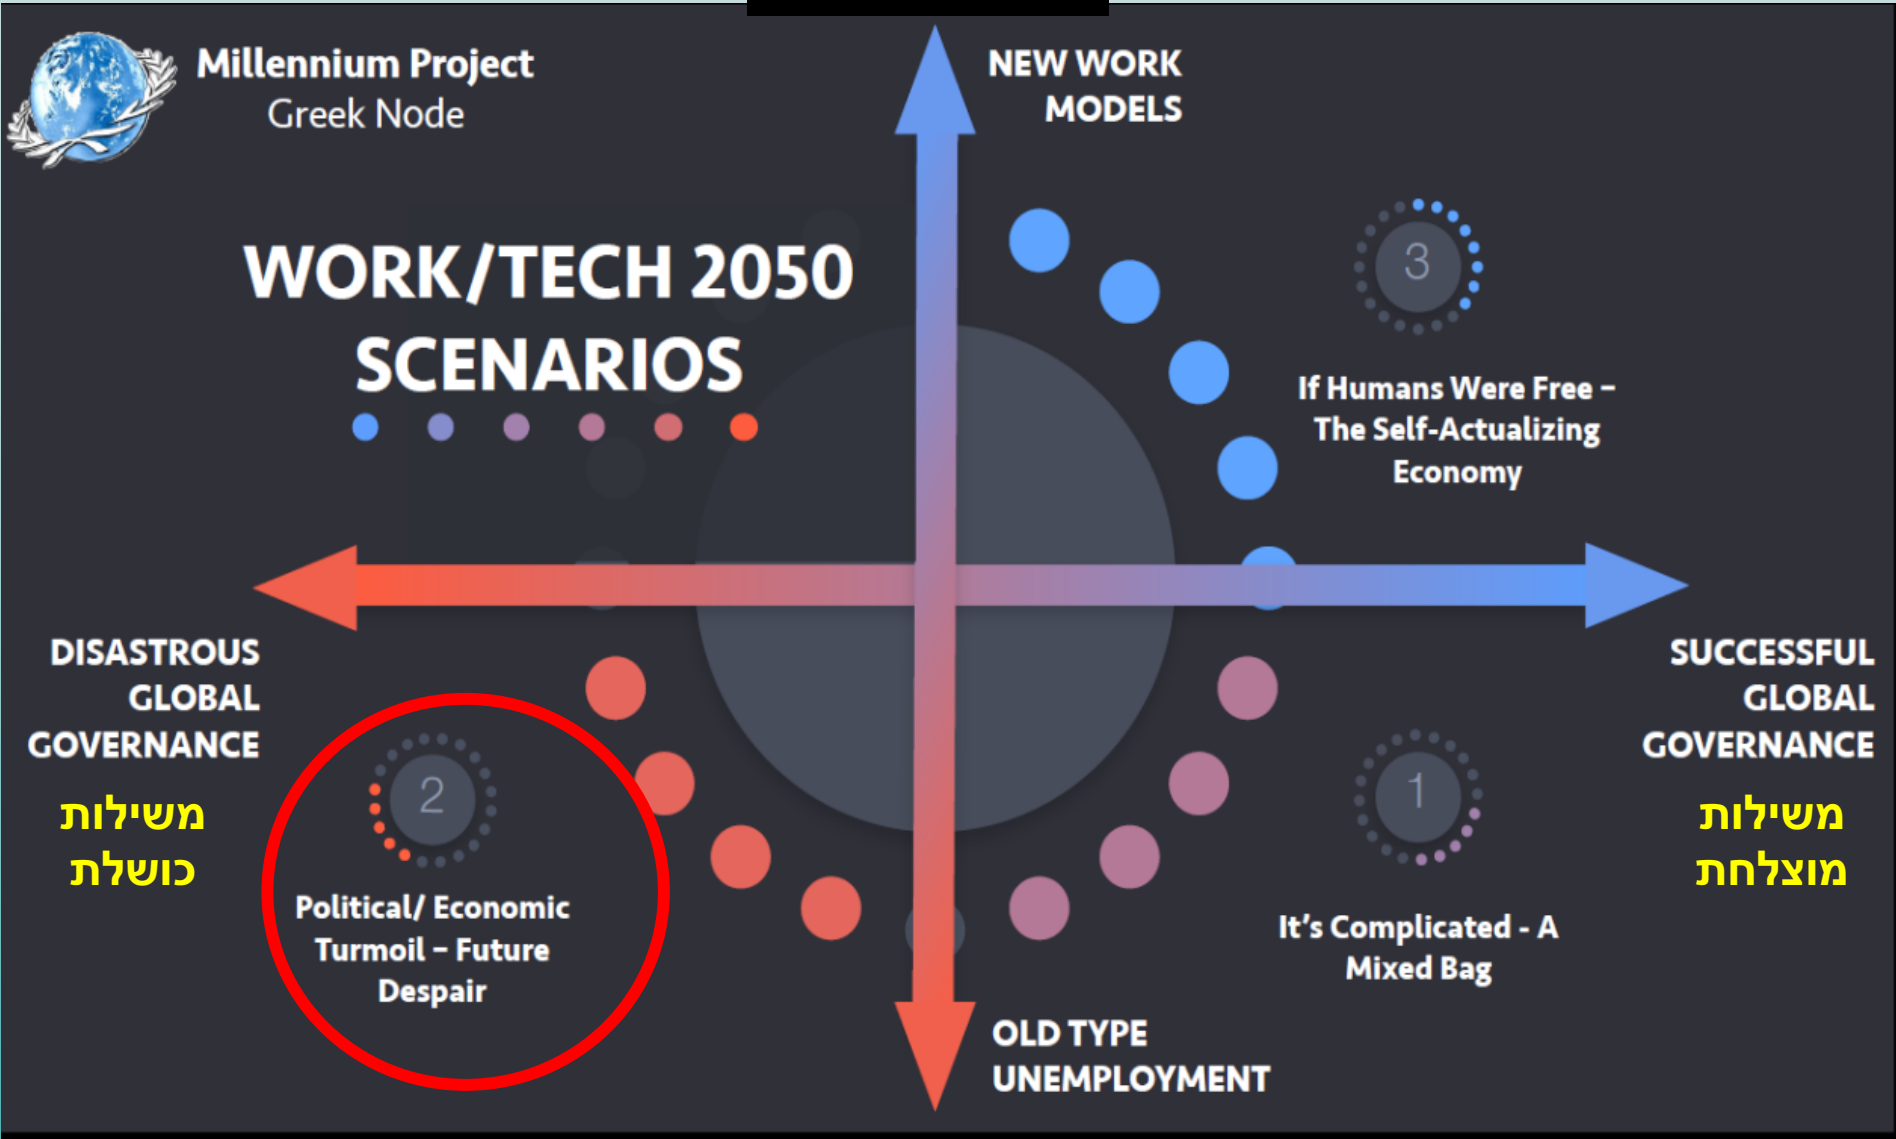 Millennium Project
Greek Node
NEW WORK
MODELS
WORK/TECH 2050
SCENARIOS
3
If Humans Were Free –
The Self-Actualizing
Economy
DISASTROUS
GLOBAL
GOVERNANCE
משילות
כושלת
SUCCESSFUL
GLOBAL
GOVERNANCE
משילות
מוצלחת
2
Political/ Economic
Turmoil – Future
Despair
1
It's Complicated - A
Mixed Bag
OLD TYPE
UNEMPLOYMENT